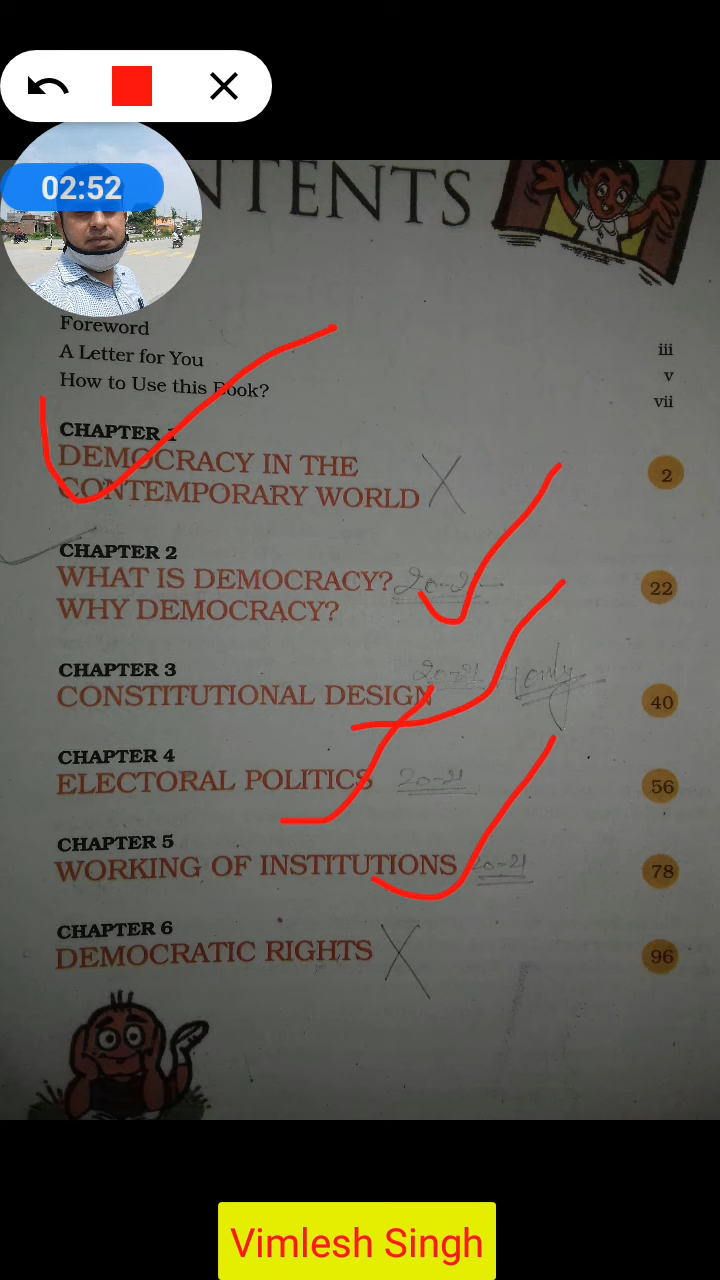 02:52
NTENTS
Foreword
iii
A Letter for You
v
How to Use this Book?
vii
CHAPTER 1
DEMOCRACY IN THE
CONTEMPORARY WORLD
2
CHAPTER 2
WHAT IS DEMOCRACY? 20-21
WHY DEMOCRACY?
22
CHAPTER 3
20-21 only
CONSTITUTIONAL DESIGN
40
CHAPTER 4
ELECTORAL POLITICS 20-21
56
CHAPTER 5
WORKING OF INSTITUTIONS 20-21
78
CHAPTER 6
DEMOCRATIC RIGHTS
96
Vimlesh Singh